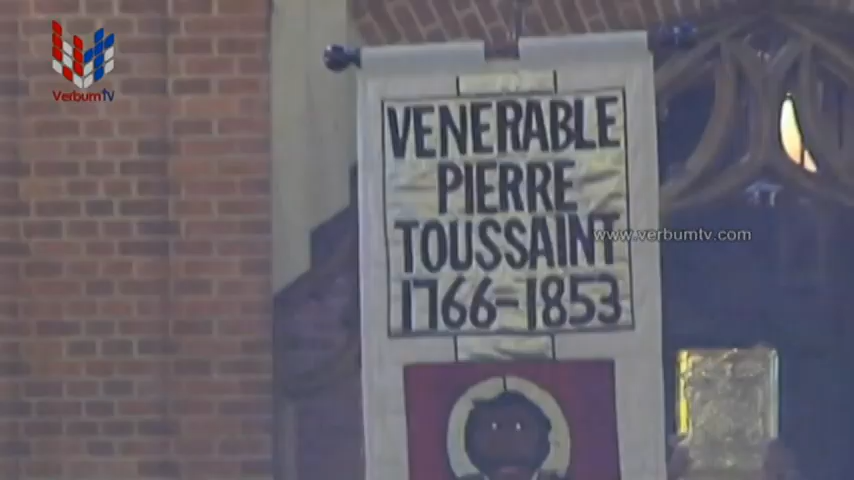 VerbumTV
VENERABLE
PIERRE
TOUSSAINT
1766-1853
www.verbumtv.com